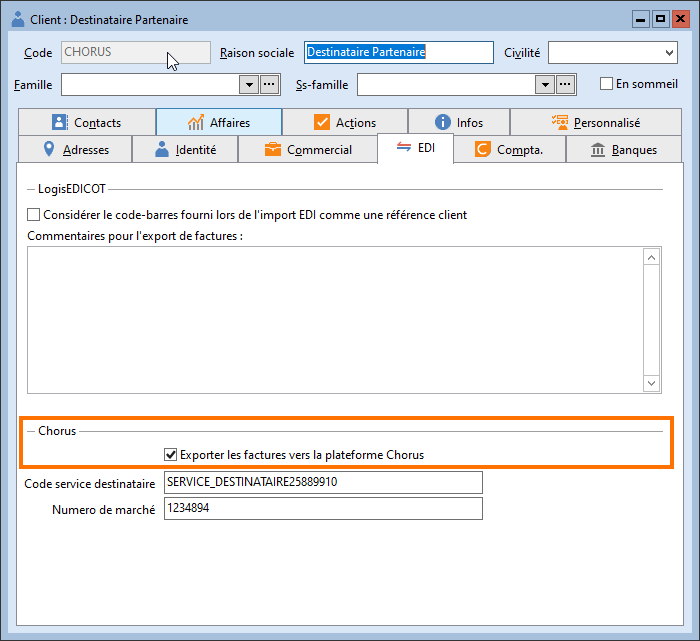 Client : Destinataire Partenaire
Code CHORUS Raison sociale Destinataire Partenaire Civilité
Famille Ss-famille En sommeil
Contacts Affaires Actions Infos Personnalisé
Adresses Identité Commercial EDI Compta. Banques
LogisEDICOT
Considérer le code-barres fourni lors de l'import EDI comme une référence client
Commentaires pour l'export de factures :
Chorus
Exporter les factures vers la plateforme Chorus
Code service destinataire SERVICE_DESTINATAIRE25889910
Numero de marché 1234894